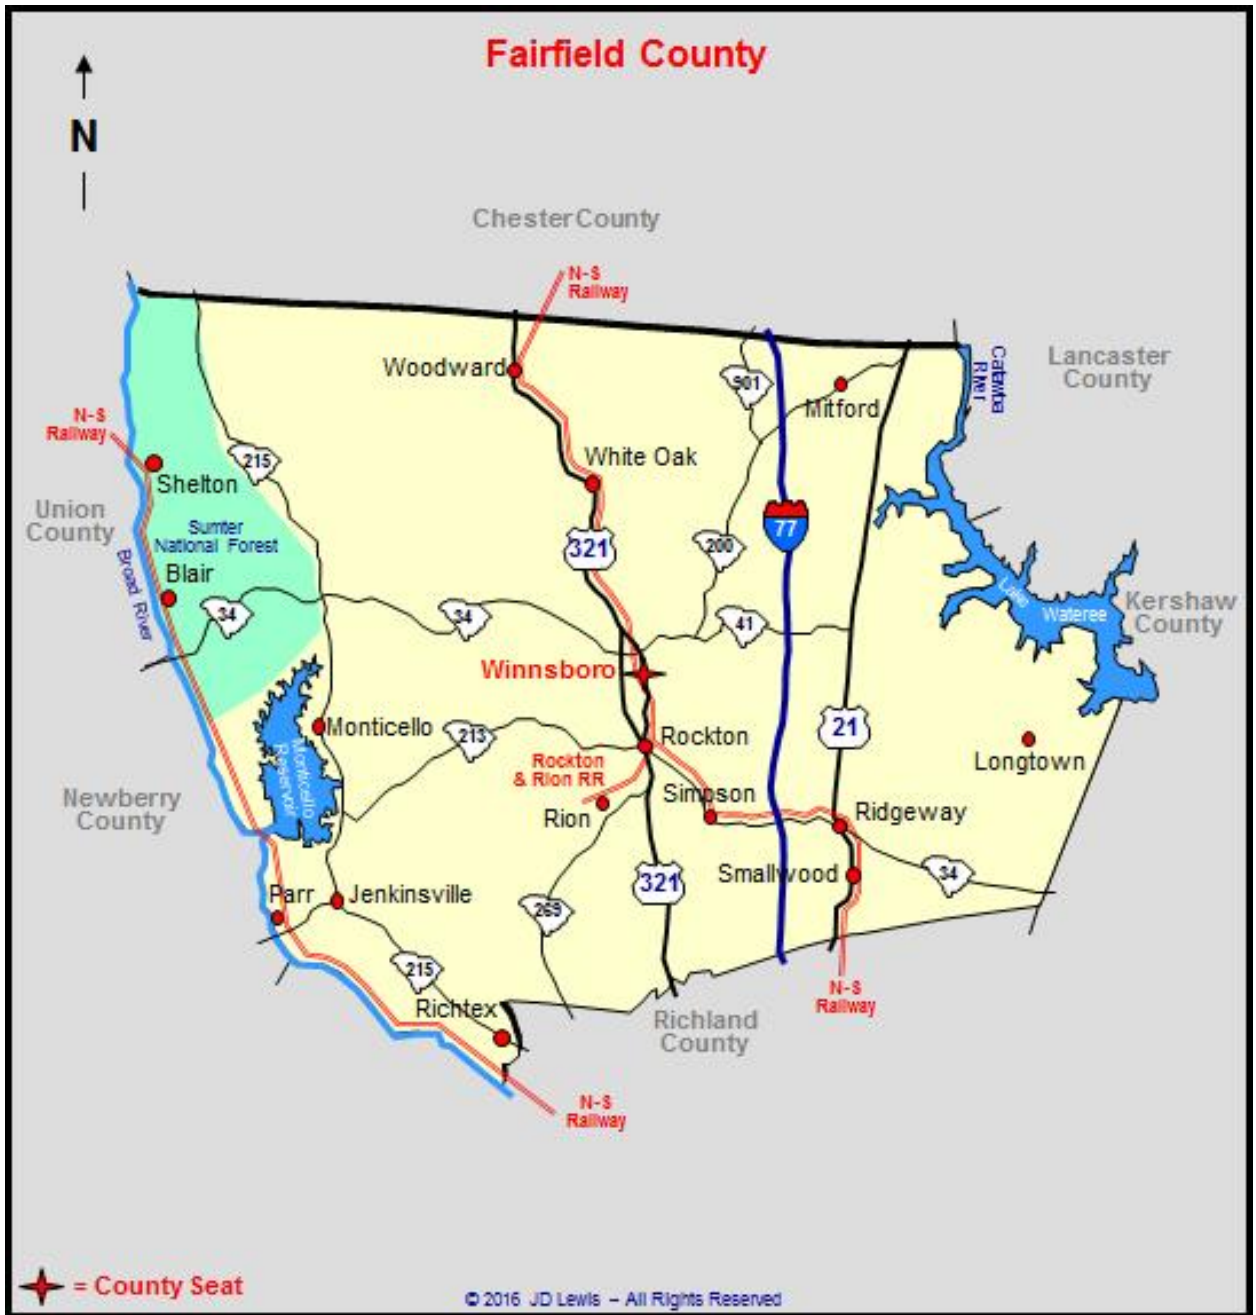 Fairfield County
N
Chester County
N-S
Railway
Woodward
901
Mitford
Catawba
River
Lancaster
County
N-S
Railway
215
White Oak
Shelton
Union
County
Sumter
National Forest
77
321
200
Broad River
Blair
34
34
41
Lake
Wateree
Kershaw
County
Winnsboro
Monticello
213
Rockton
21
Longtown
Rockton
& Rion RR
Monticello
Reservoir
Newberry
County
Simpson
Rion
Ridgeway
321
Smallwood
34
Parr
Jenkinsville
269
215
N-S
Railway
Richtex
Richland
County
N-S
Railway
= County Seat
© 2016 JD Lewis – All Rights Reserved